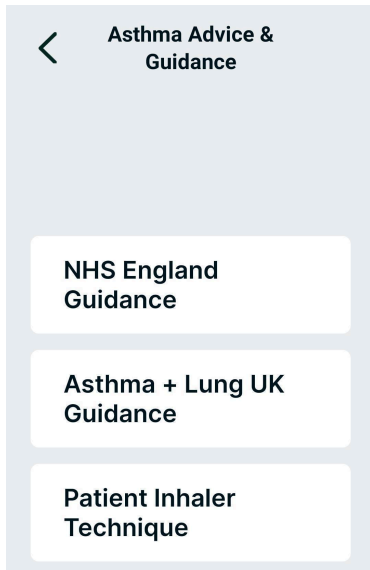 Asthma Advice &
Guidance
NHS England
Guidance
Asthma + Lung UK
Guidance
Patient Inhaler
Technique